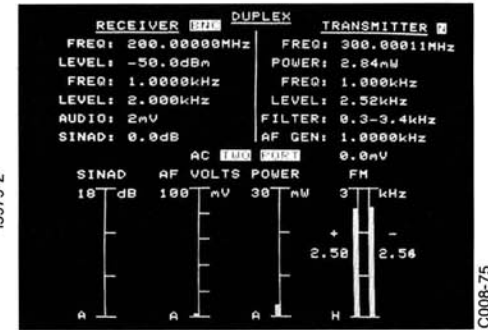 DUPLEX
RECEIVER BNC
FREQ: 200.00000MHz
LEVEL: -50.0dBm
FREQ: 1.0000kHz
LEVEL: 2.000kHz
AUDIO: 2mV
SINAD: 0.0dB
TRANSMITTER N
FREQ: 300.00011MHz
POWER: 2.84mW
FREQ: 1.000kHz
LEVEL: 2.52kHz
FILTER: 0.3-3.4kHz
AF GEN: 1.0000kHz
0.0mV
AC TWO PORT
SINAD AF VOLTS POWER FM
18 dB 100 mV 30 mW 3 kHz
+ -
2.50 2.54
A A A H
C008-75